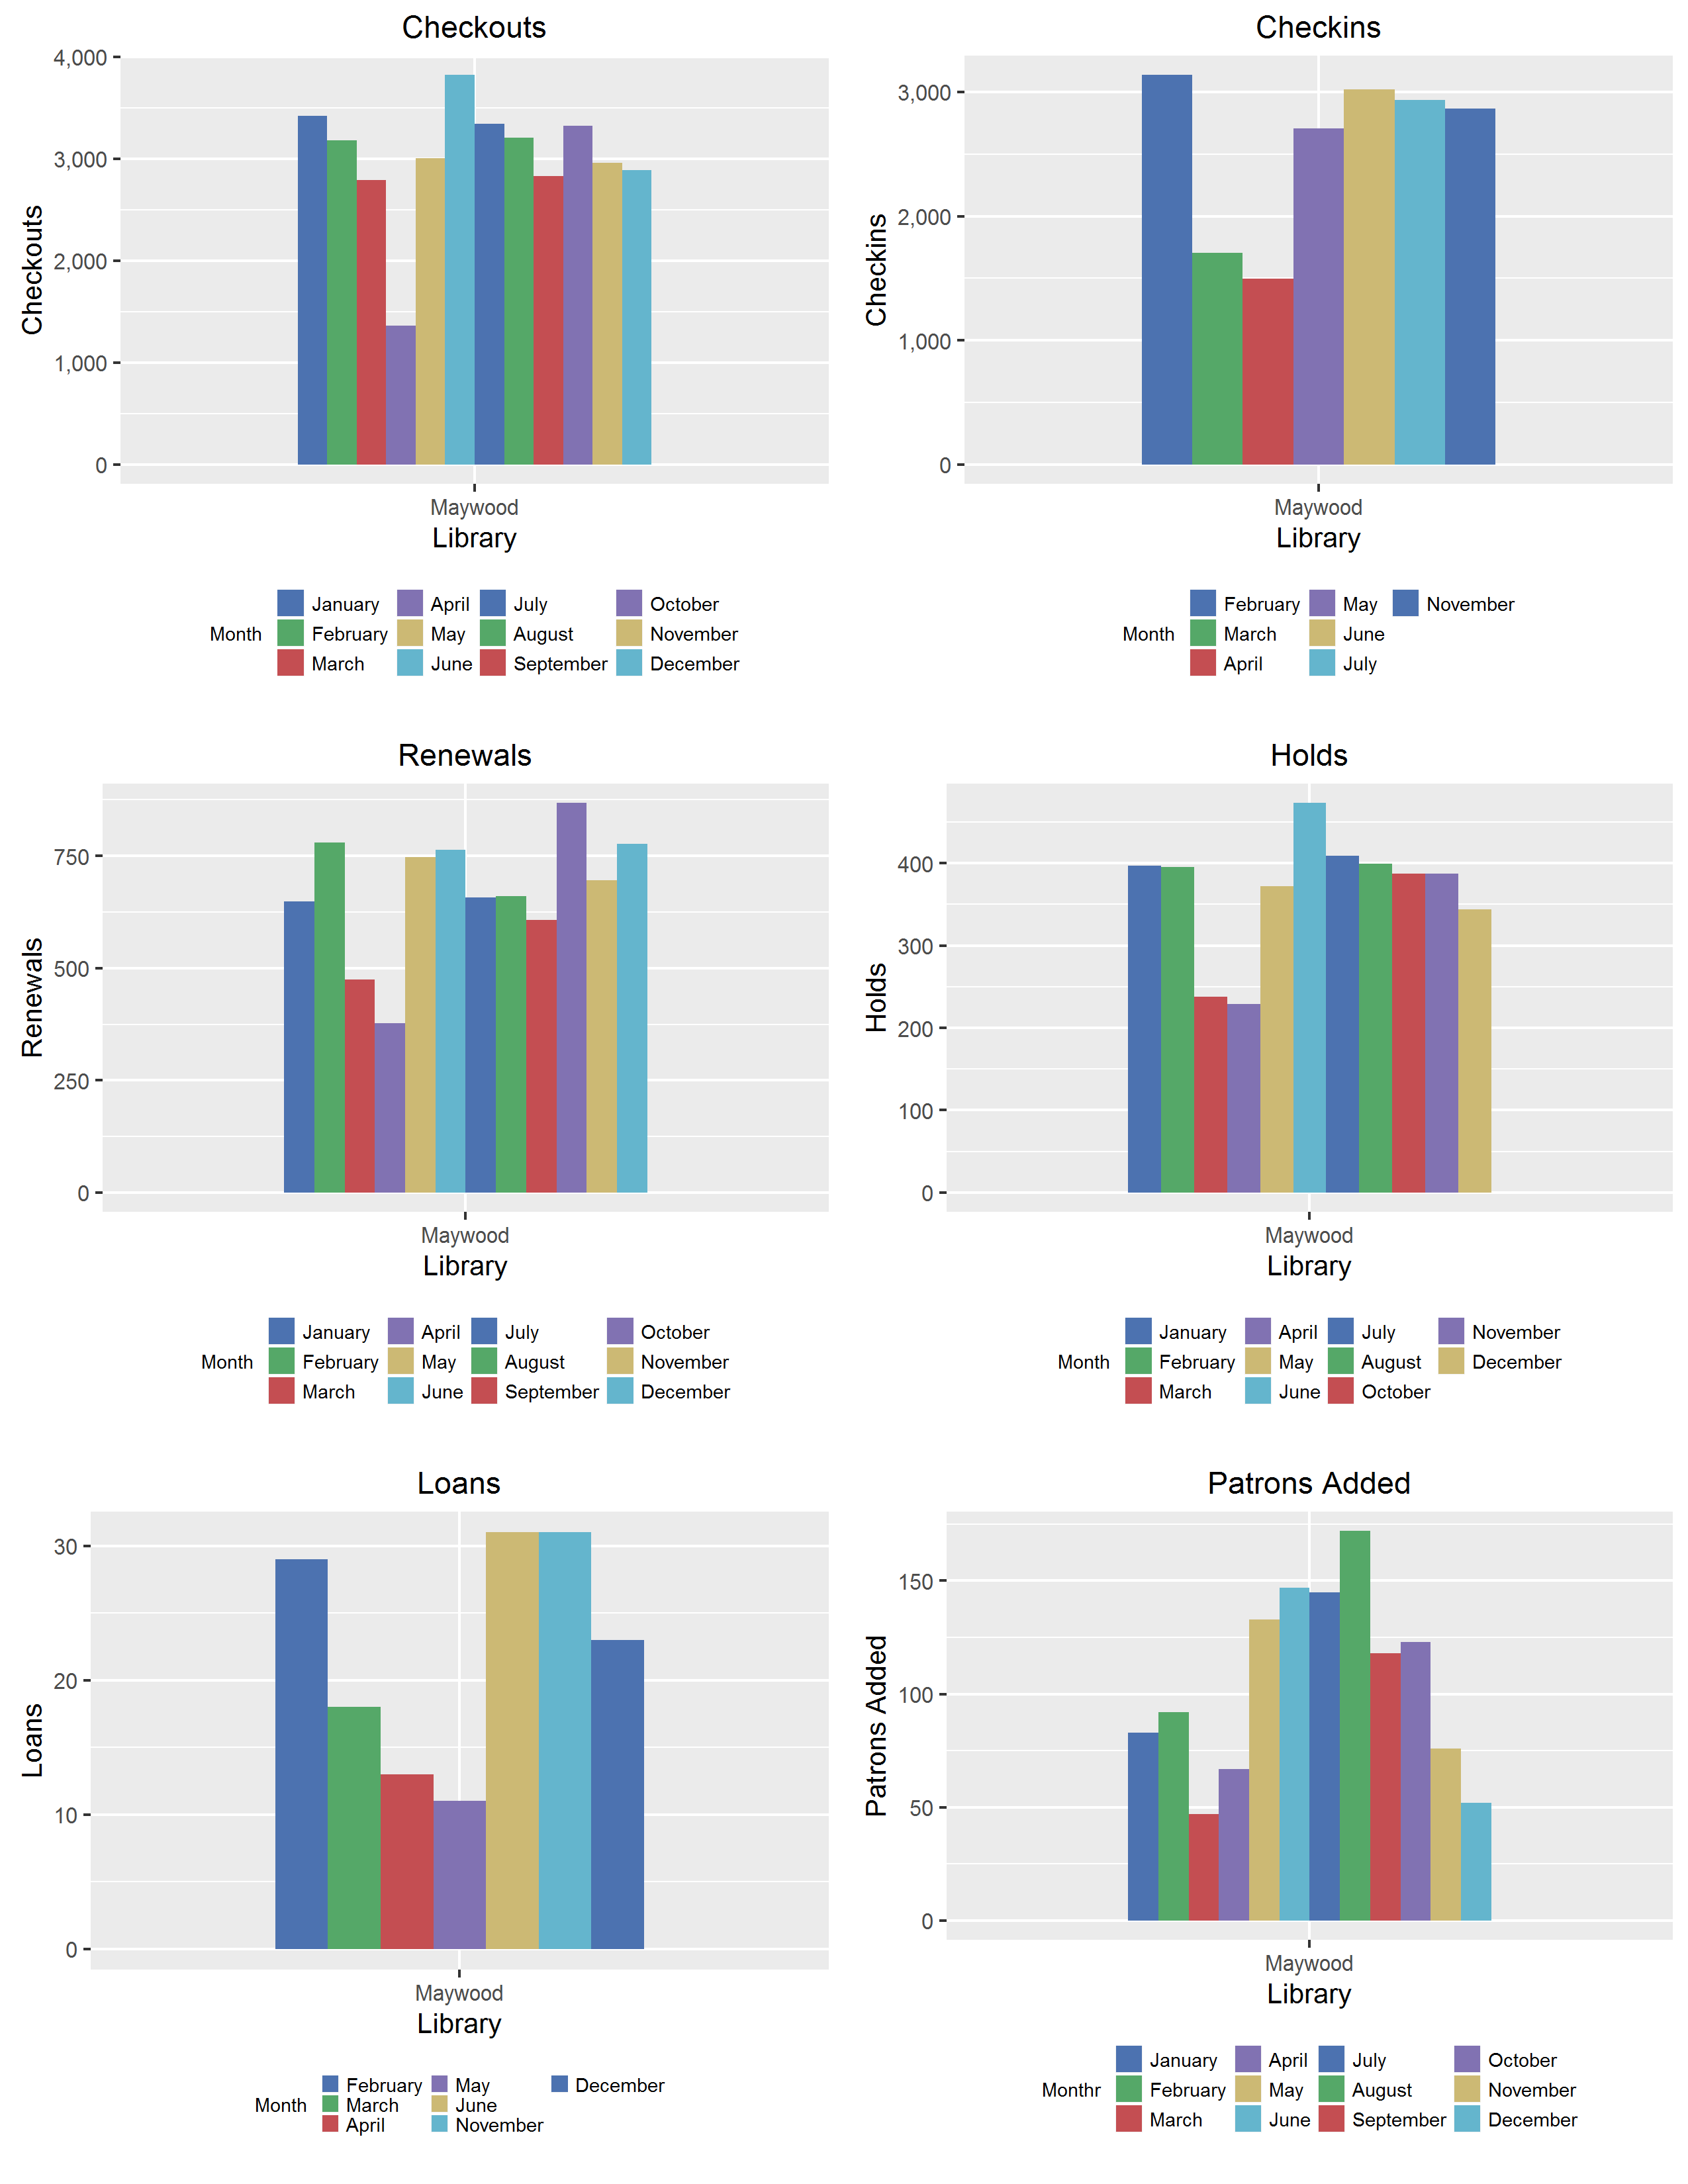 Checkouts
4,000
3,000
2,000
1,000
0
Checkouts
Maywood
Library
Month
January April July October
February May August November
March June September December
Checkins
3,000
2,000
1,000
0
Checkins
Maywood
Library
Month
February May November
March June
April July
Renewals
750
500
250
0
Renewals
Maywood
Library
Month
January April July October
February May August November
March June September December
Holds
400
300
200
100
0
Holds
Maywood
Library
Month
January April July November
February May August December
March June October
Loans
30
20
10
0
Loans
Maywood
Library
Month
February May December
March June
April November
Patrons Added
150
100
50
0
Patrons Added
Maywood
Library
Monthr
January April July October
February May August November
March June September December